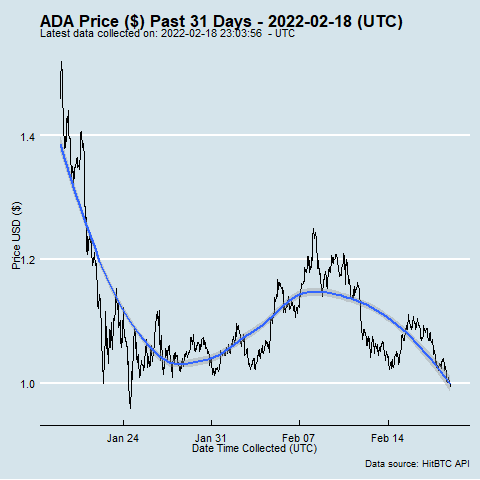 ADA Price ($) Past 31 Days - 2022-02-18 (UTC)
Latest data collected on: 2022-02-18 23:03:56 - UTC
1.4
1.2
1.0
Price USD ($)
Jan 24 Jan 31 Feb 07 Feb 14
Date Time Collected (UTC)
Data source: HitBTC API